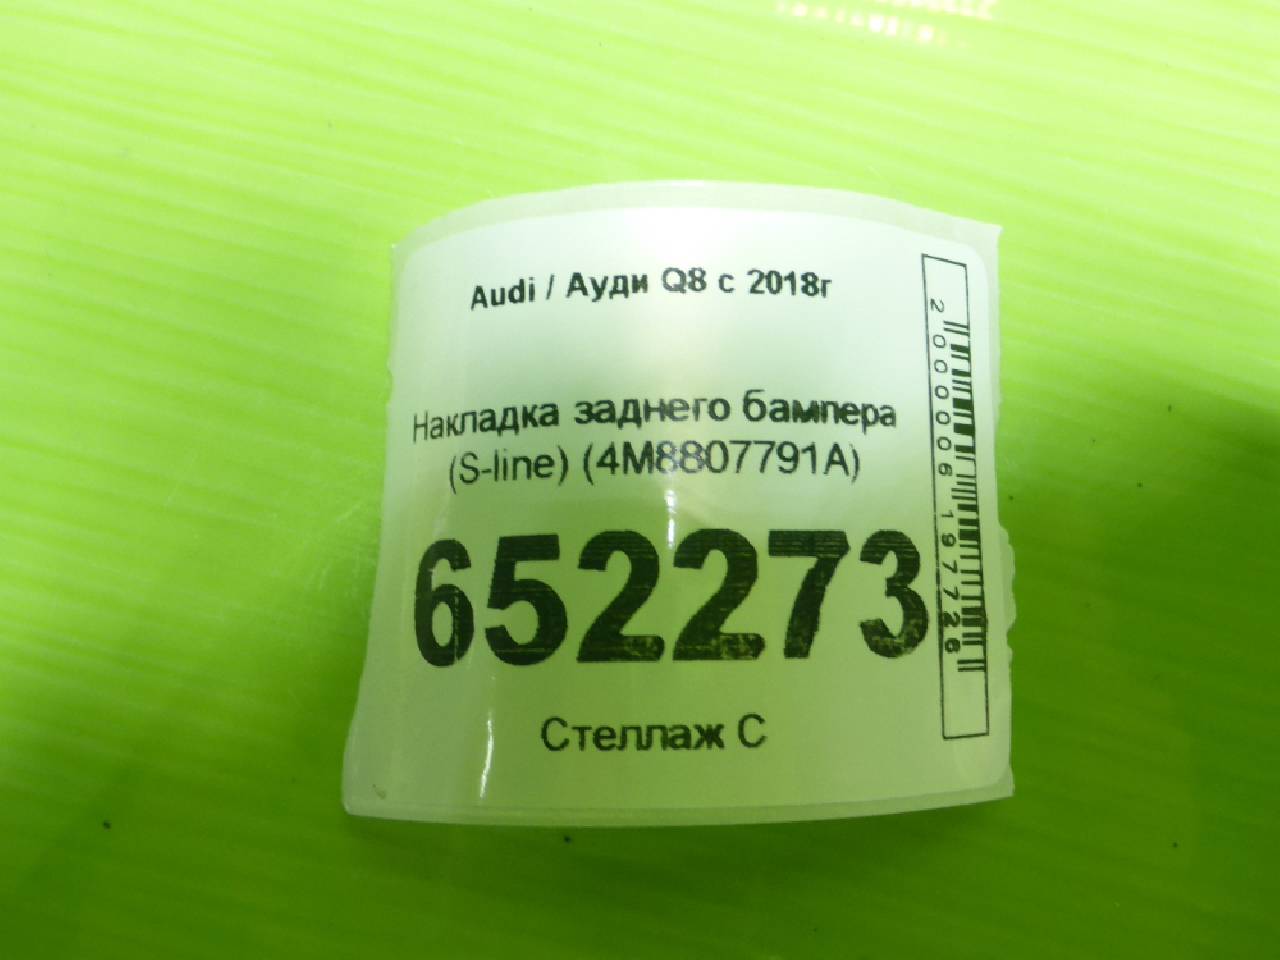 Audi / Ауди Q8 с 2018г
Накладка заднего бампера
(S-line) (4M8807791A)
652273
Стеллаж С
2000006197726